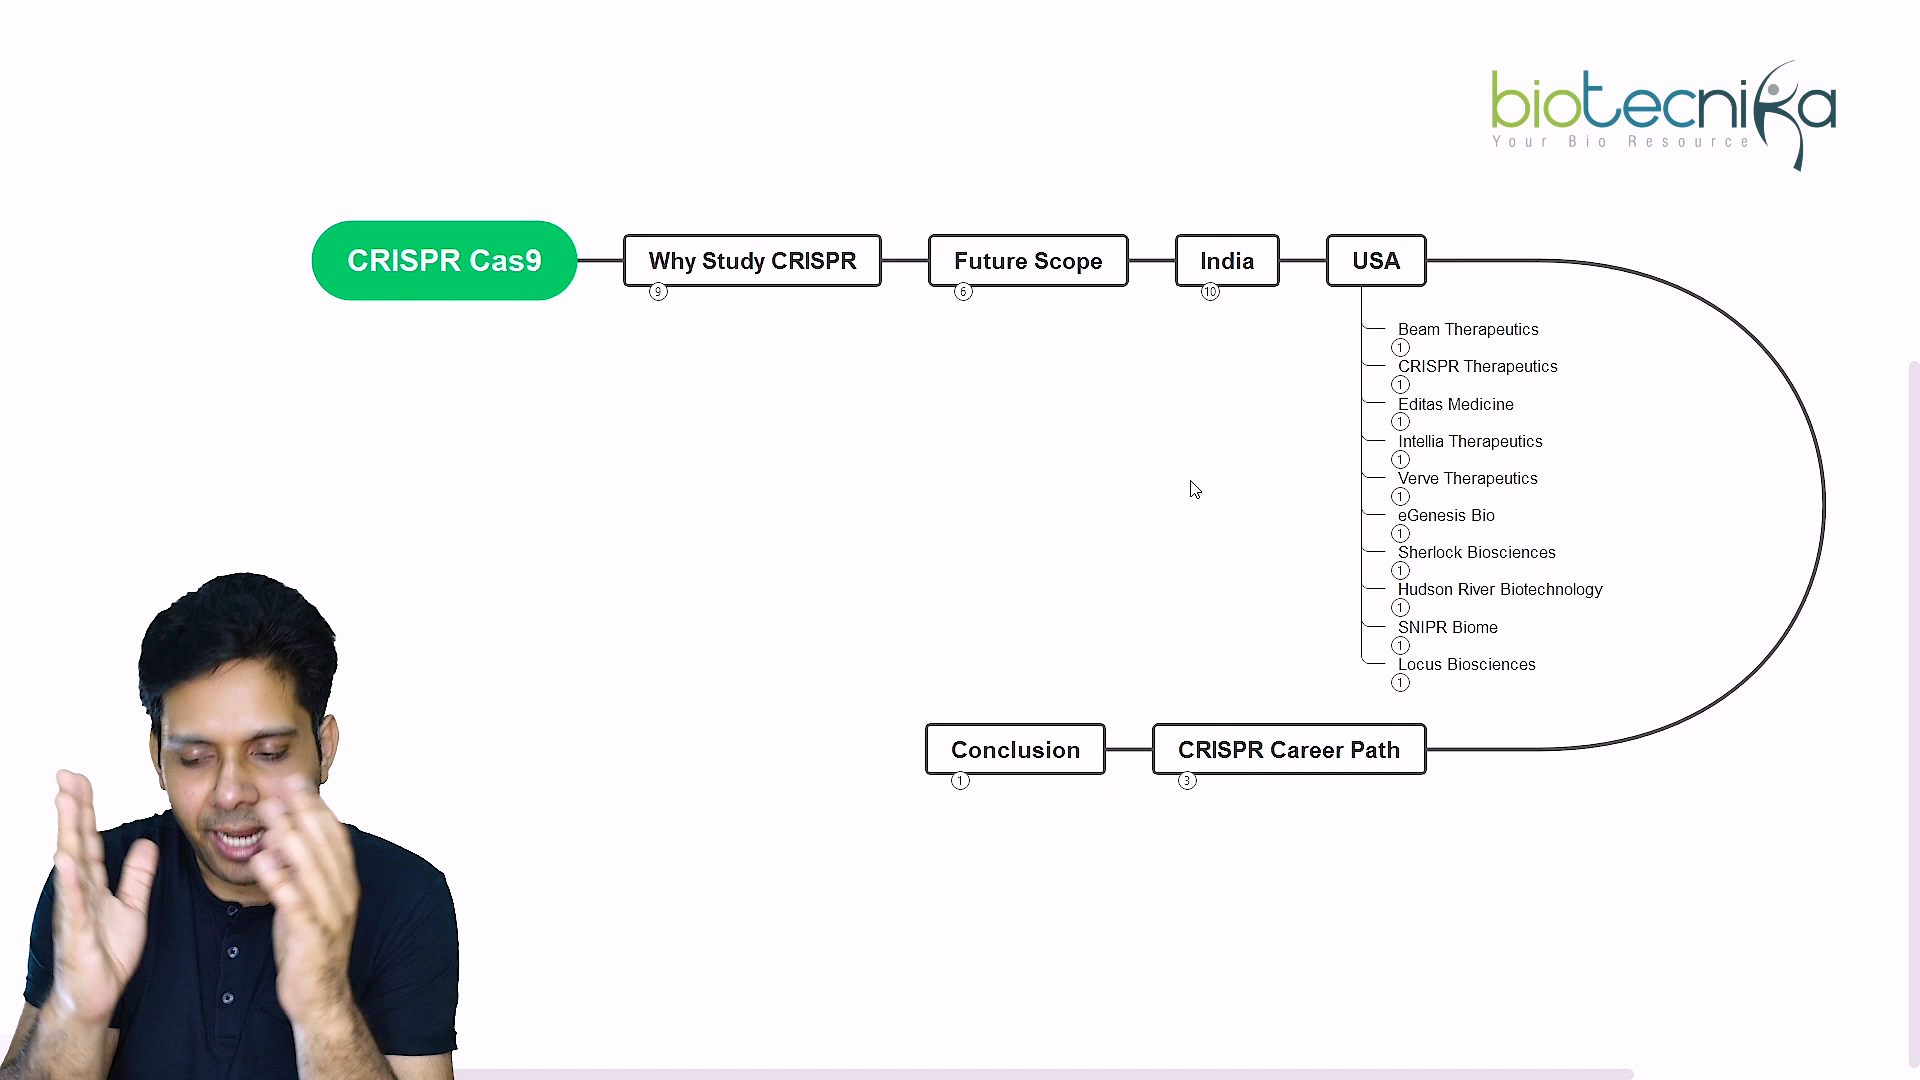 biotecnika
Your Bio Resource
CRISPR Cas9
Why Study CRISPR
9
Future Scope
6
India
10
USA
Beam Therapeutics
1
CRISPR Therapeutics
1
Editas Medicine
1
Intellia Therapeutics
1
Verve Therapeutics
1
eGenesis Bio
1
Sherlock Biosciences
1
Hudson River Biotechnology
1
SNIPR Biome
1
Locus Biosciences
1
Conclusion
1
CRISPR Career Path
3